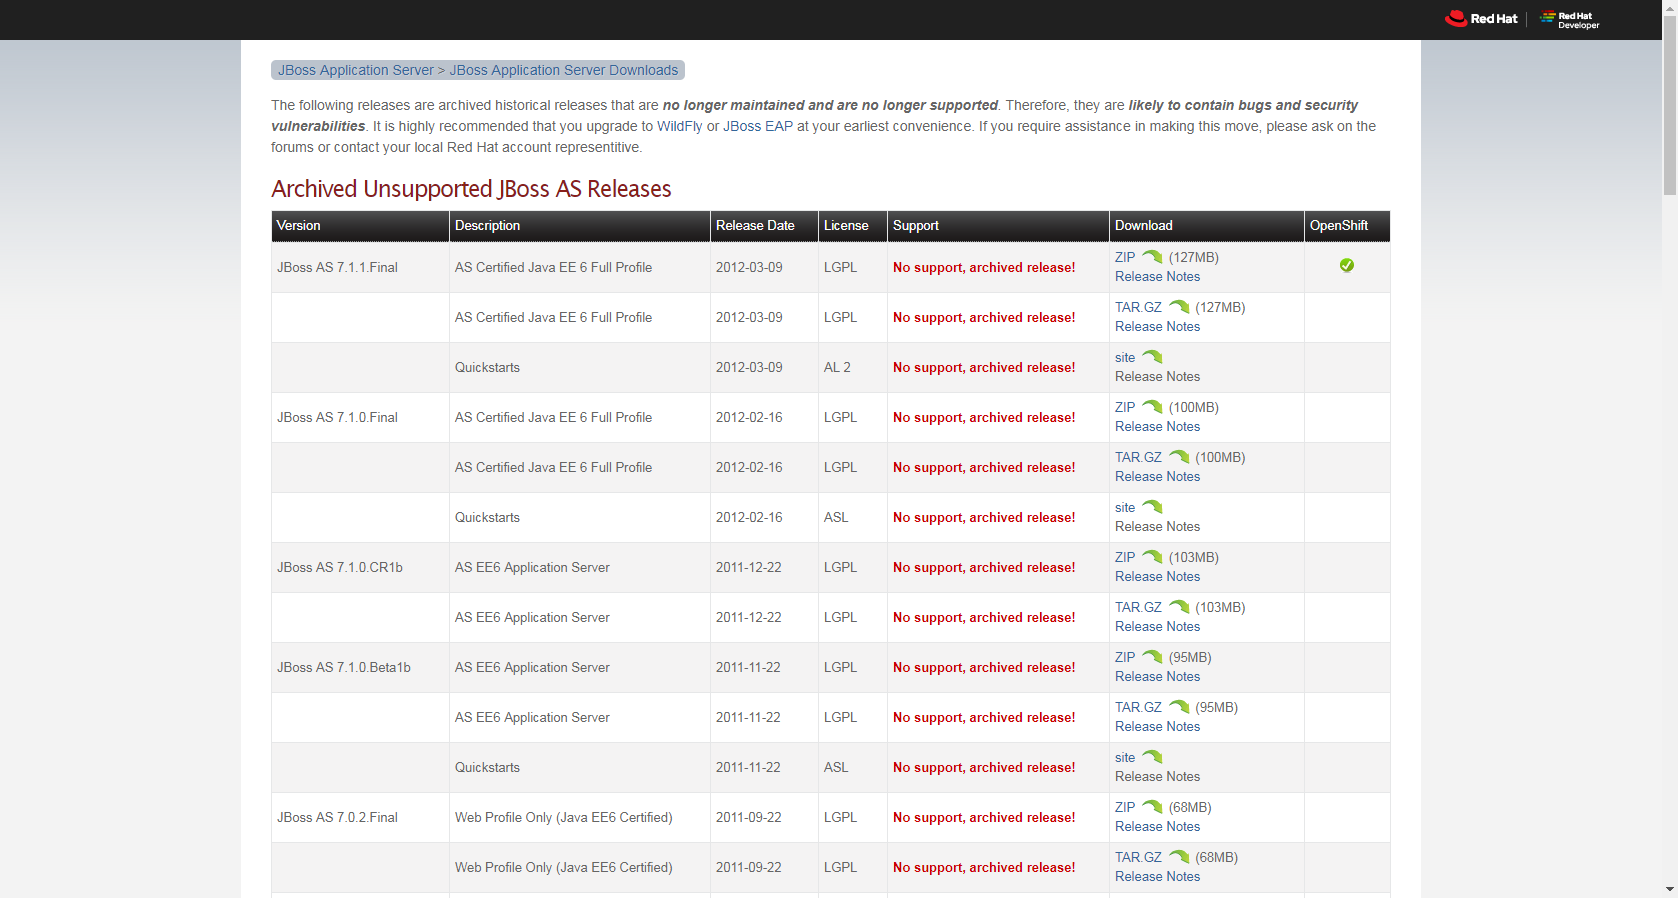 Red Hat | Red Hat Developer
JBoss Application Server > JBoss Application Server Downloads
The following releases are archived historical releases that are no longer maintained and are no longer supported. Therefore, they are likely to contain bugs and security
vulnerabilities. It is highly recommended that you upgrade to WildFly or JBoss EAP at your earliest convenience. If you require assistance in making this move, please ask on the
forums or contact your local Red Hat account representitive.
Archived Unsupported JBoss AS Releases
Version Description Release Date License Support Download OpenShift
JBoss AS 7.1.1.Final AS Certified Java EE 6 Full Profile 2012-03-09 LGPL No support, archived release! ZIP (127MB)
Release Notes
AS Certified Java EE 6 Full Profile 2012-03-09 LGPL No support, archived release! TAR.GZ (127MB)
Release Notes
Quickstarts 2012-03-09 AL 2 No support, archived release! site
Release Notes
JBoss AS 7.1.0.Final AS Certified Java EE 6 Full Profile 2012-02-16 LGPL No support, archived release! ZIP (100MB)
Release Notes
AS Certified Java EE 6 Full Profile 2012-02-16 LGPL No support, archived release! TAR.GZ (100MB)
Release Notes
Quickstarts 2012-02-16 ASL No support, archived release! site
Release Notes
JBoss AS 7.1.0.CR1b AS EE6 Application Server 2011-12-22 LGPL No support, archived release! ZIP (103MB)
Release Notes
AS EE6 Application Server 2011-12-22 LGPL No support, archived release! TAR.GZ (103MB)
Release Notes
JBoss AS 7.1.0.Beta1b AS EE6 Application Server 2011-11-22 LGPL No support, archived release! ZIP (95MB)
Release Notes
AS EE6 Application Server 2011-11-22 LGPL No support, archived release! TAR.GZ (95MB)
Release Notes
Quickstarts 2011-11-22 ASL No support, archived release! site
Release Notes
JBoss AS 7.0.2.Final Web Profile Only (Java EE6 Certified) 2011-09-22 LGPL No support, archived release! ZIP (68MB)
Release Notes
Web Profile Only (Java EE6 Certified) 2011-09-22 LGPL No support, archived release! TAR.GZ (68MB)
Release Notes